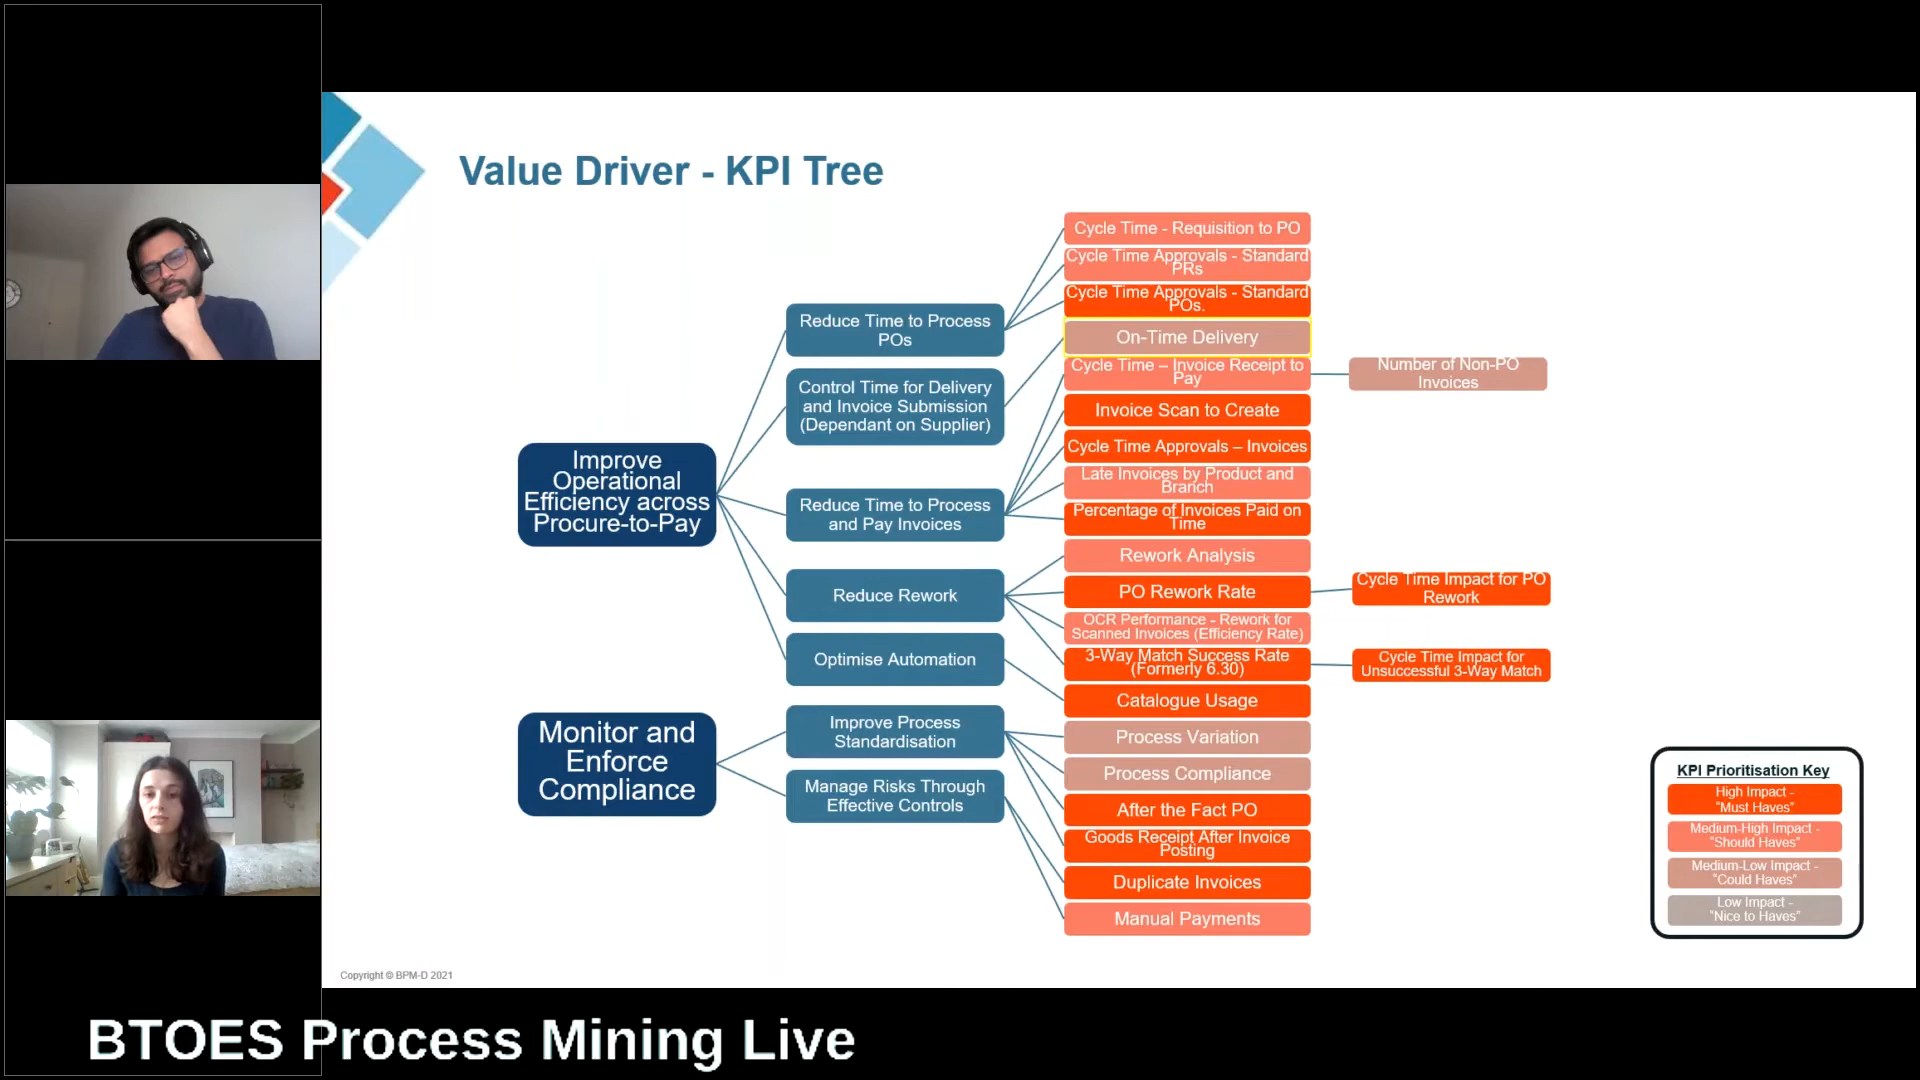 Value Driver - KPI Tree
Improve
Operational
Efficiency across
Procure-to-Pay
Monitor and
Enforce
Compliance
Reduce Time to Process
POs
Control Time for Delivery
and Invoice Submission
(Dependant on Supplier)
Reduce Time to Process
and Pay Invoices
Reduce Rework
Optimise Automation
Improve Process
Standardisation
Manage Risks Through
Effective Controls
Cycle Time - Requisition to PO
Cycle Time Approvals - Standard
PRs
Cycle Time Approvals - Standard
POs.
On-Time Delivery
Cycle Time – Invoice Receipt to
Pay
Invoice Scan to Create
Cycle Time Approvals – Invoices
Late Invoices by Product and
Branch
Percentage of Invoices Paid on
Time
Rework Analysis
PO Rework Rate
OCR Performance - Rework for
Scanned Invoices (Efficiency Rate)
3-Way Match Success Rate
(Formerly 6.30)
Catalogue Usage
Process Variation
Process Compliance
After the Fact PO
Goods Receipt After Invoice
Posting
Duplicate Invoices
Manual Payments
Number of Non-PO
Invoices
Cycle Time Impact for PO
Rework
Cycle Time Impact for
Unsuccessful 3-Way Match
KPI Prioritisation Key
High Impact -
"Must Haves"
Medium-High Impact -
"Should Haves"
Medium-Low Impact -
"Could Haves"
Low Impact -
"Nice to Haves"
Copyright © BPM-D 2021
BTOES Process Mining Live